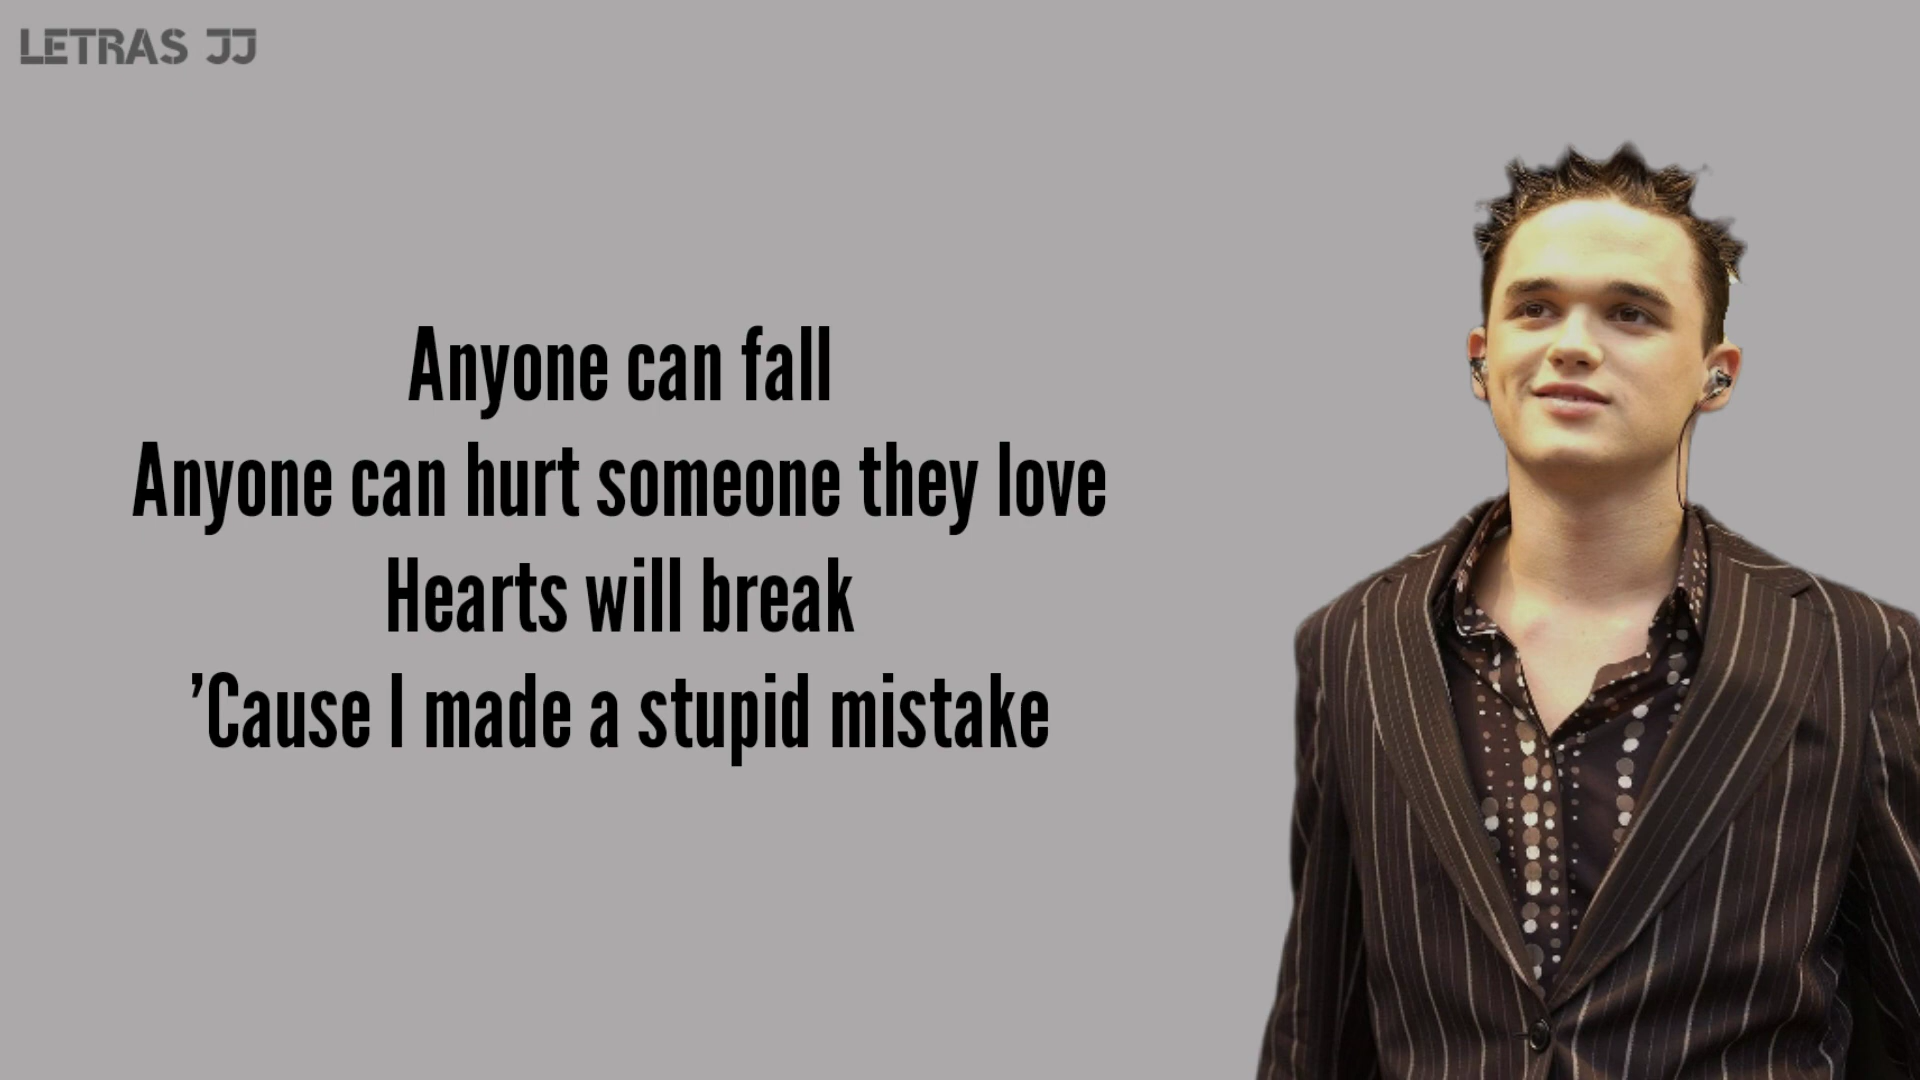 LETRAS JJ
Anyone can fall
Anyone can hurt someone they love
Hearts will break
’Cause I made a stupid mistake